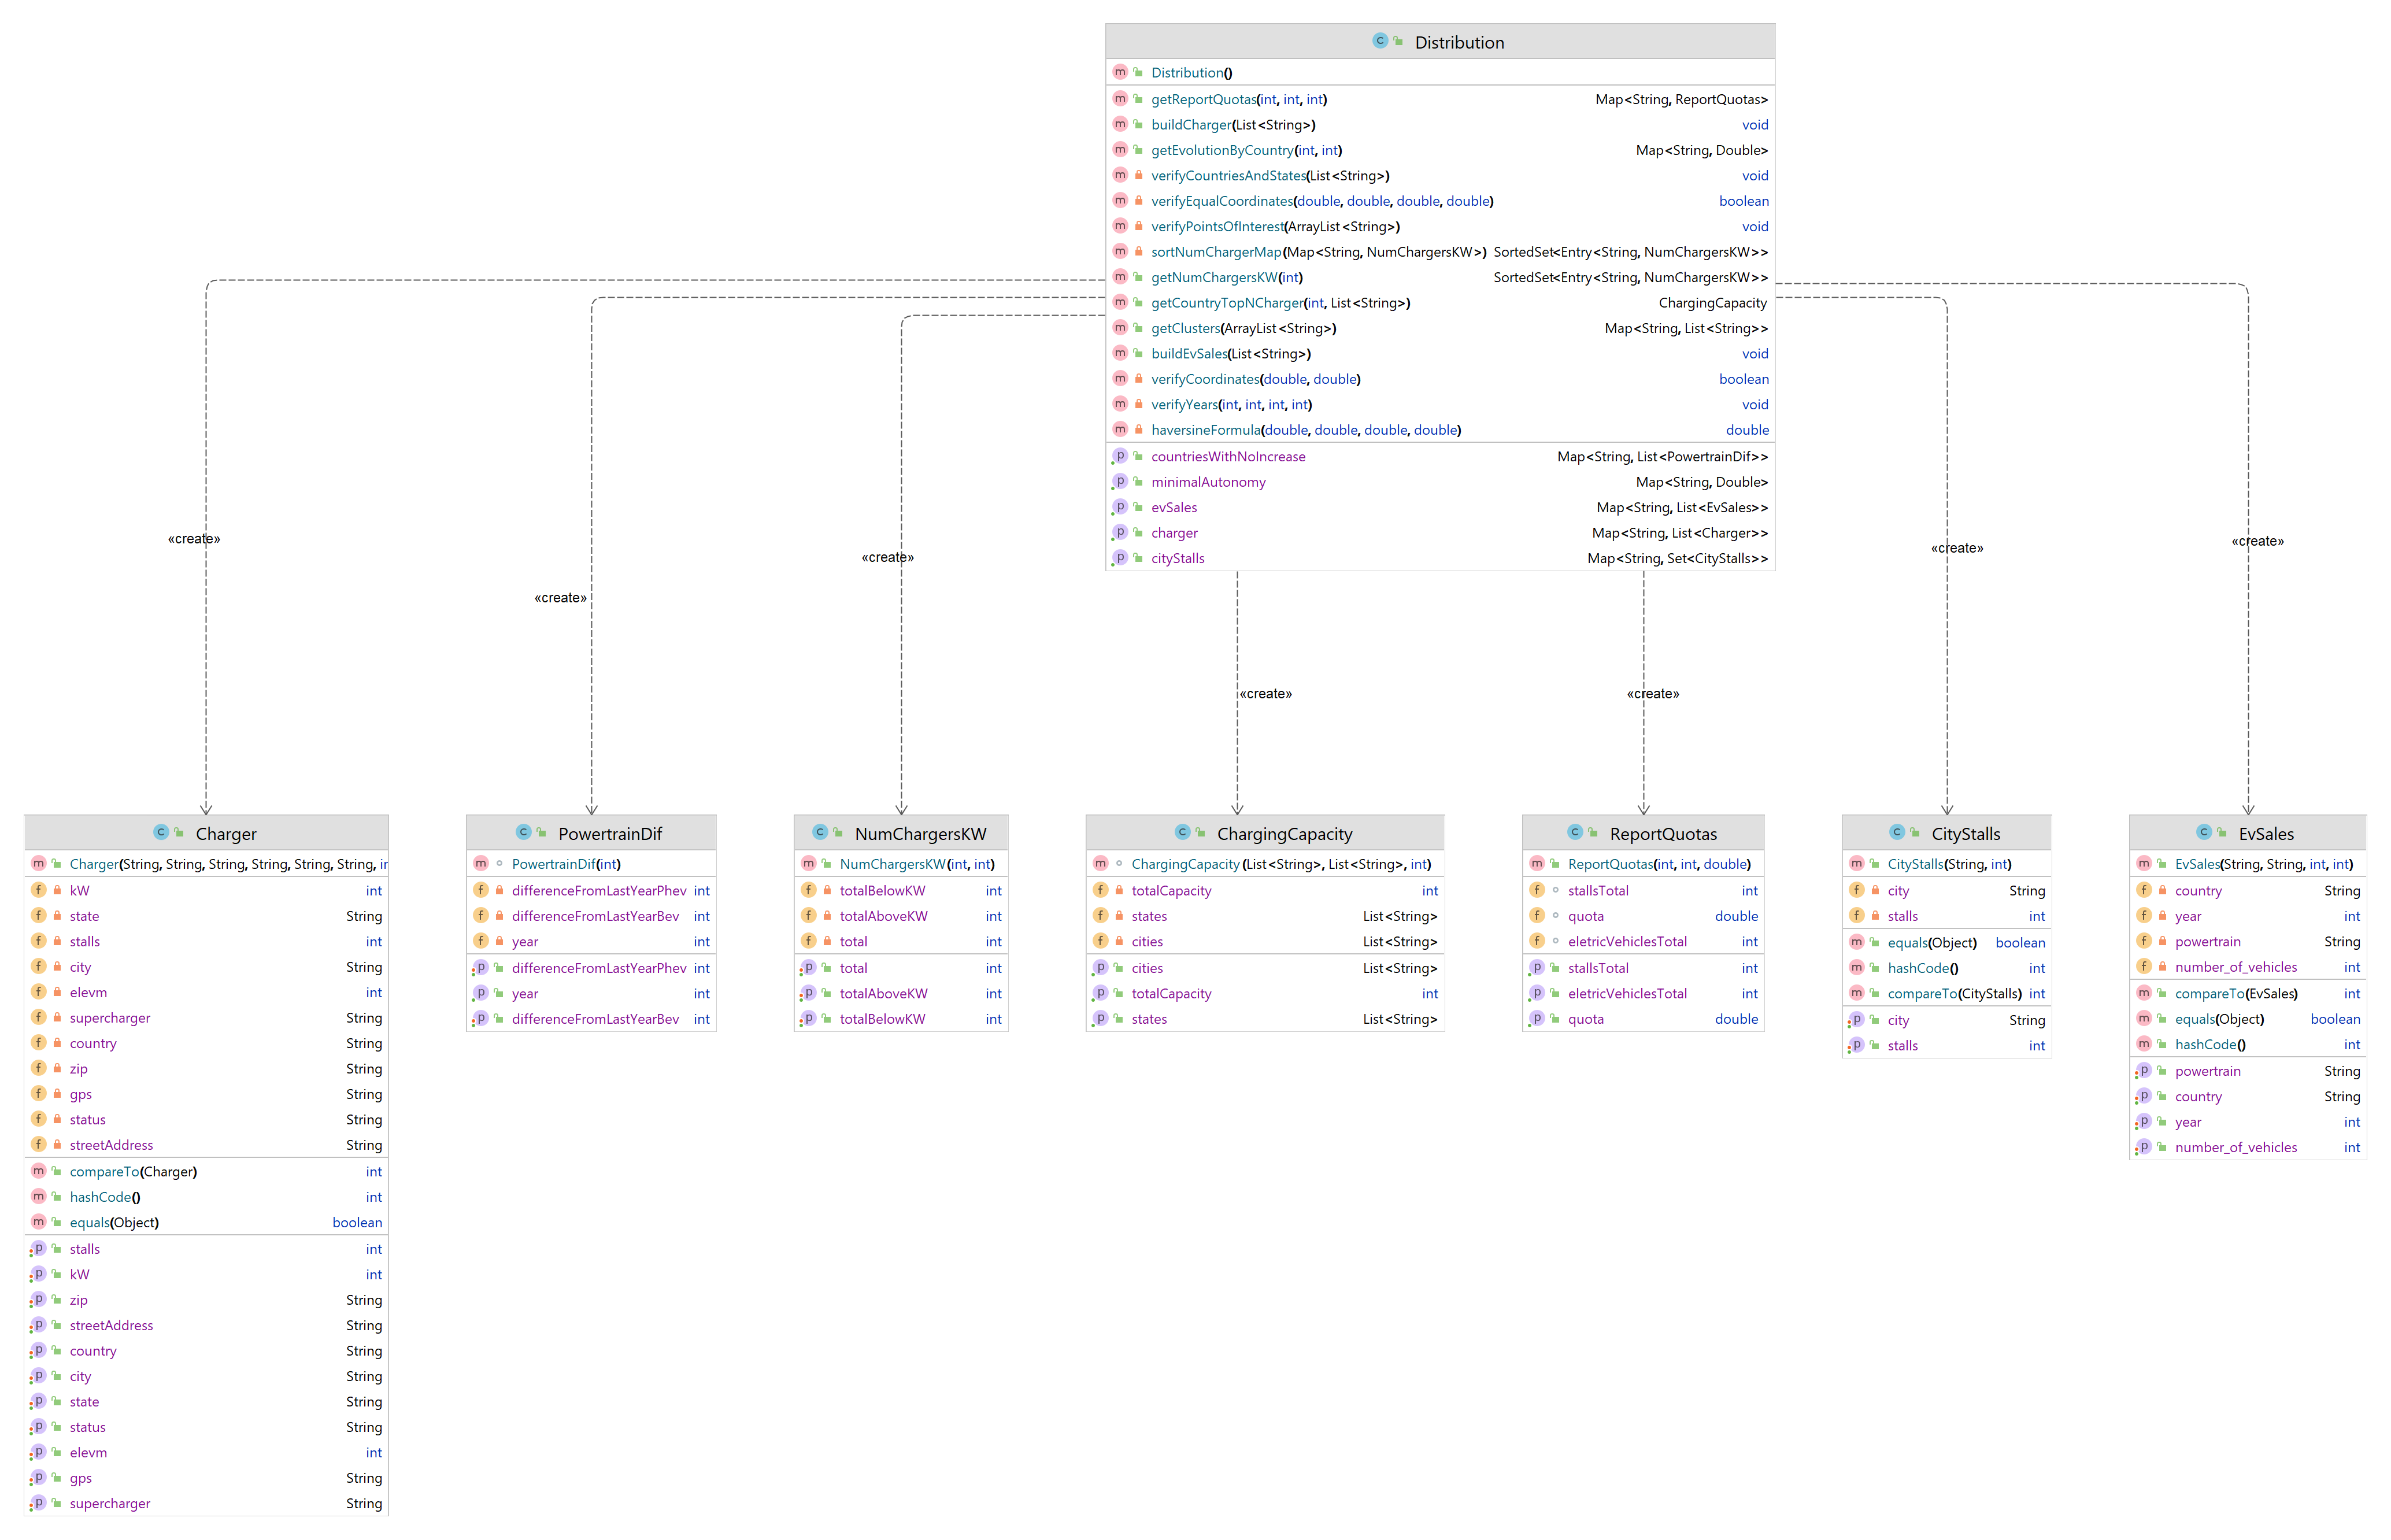 Distribution
Distribution()
getReportQuotas(int, int, int) Map<String, ReportQuotas>
buildCharger(List<String>) void
getEvolutionByCountry(int, int) Map<String, Double>
verifyCountriesAndStates(List<String>) void
verifyEqualCoordinates(double, double, double, double) boolean
verifyPointsOfInterest(ArrayList<String>) void
sortNumChargerMap(Map<String, NumChargersKW>) SortedSet<Entry<String, NumChargersKW>>
getNumChargersKW(int) SortedSet<Entry<String, NumChargersKW>>
getCountryTopNCharger(int, List<String>) ChargingCapacity
getClusters(ArrayList<String>) Map<String, List<String>>
buildEvSales(List<String>) void
verifyCoordinates(double, double) boolean
verifyYears(int, int, int, int) void
haversineFormula(double, double, double, double) double
countriesWithNoIncrease Map<String, List<PowertrainDif>>
minimalAutonomy Map<String, Double>
evSales Map<String, List<EvSales>>
charger Map<String, List<Charger>>
cityStalls Map<String, Set<CityStalls>>
«create»
«create»
«create»
«create»
«create»
«create»
«create»
Charger
Charger(String, String, String, String, String, String, ir
kW int
state String
stalls int
city String
elevm int
supercharger String
country String
zip String
gps String
status String
streetAddress String
compareTo(Charger) int
hashCode() int
equals(Object) boolean
stalls int
kW int
zip String
streetAddress String
country String
city String
state String
status String
elevm int
gps String
supercharger String
PowertrainDif
PowertrainDif(int)
differenceFromLastYearPhev int
differenceFromLastYearBev int
year int
differenceFromLastYearPhev int
year int
differenceFromLastYearBev int
NumChargersKW
NumChargersKW(int, int)
totalBelowKW int
totalAboveKW int
total int
total int
totalAboveKW int
totalBelowKW int
ChargingCapacity
ChargingCapacity(List<String>, List<String>, int)
totalCapacity int
states List<String>
cities List<String>
cities List<String>
totalCapacity int
states List<String>
ReportQuotas
ReportQuotas(int, int, double)
stallsTotal int
quota double
eletricVehiclesTotal int
stallsTotal int
eletricVehiclesTotal int
quota double
CityStalls
CityStalls(String, int)
city String
stalls int
equals(Object) boolean
hashCode() int
compareTo(CityStalls) int
city String
stalls int
EvSales
EvSales(String, String, int, int)
country String
year int
powertrain String
number_of_vehicles int
compareTo(EvSales) int
equals(Object) boolean
hashCode() int
powertrain String
country String
year int
number_of_vehicles int